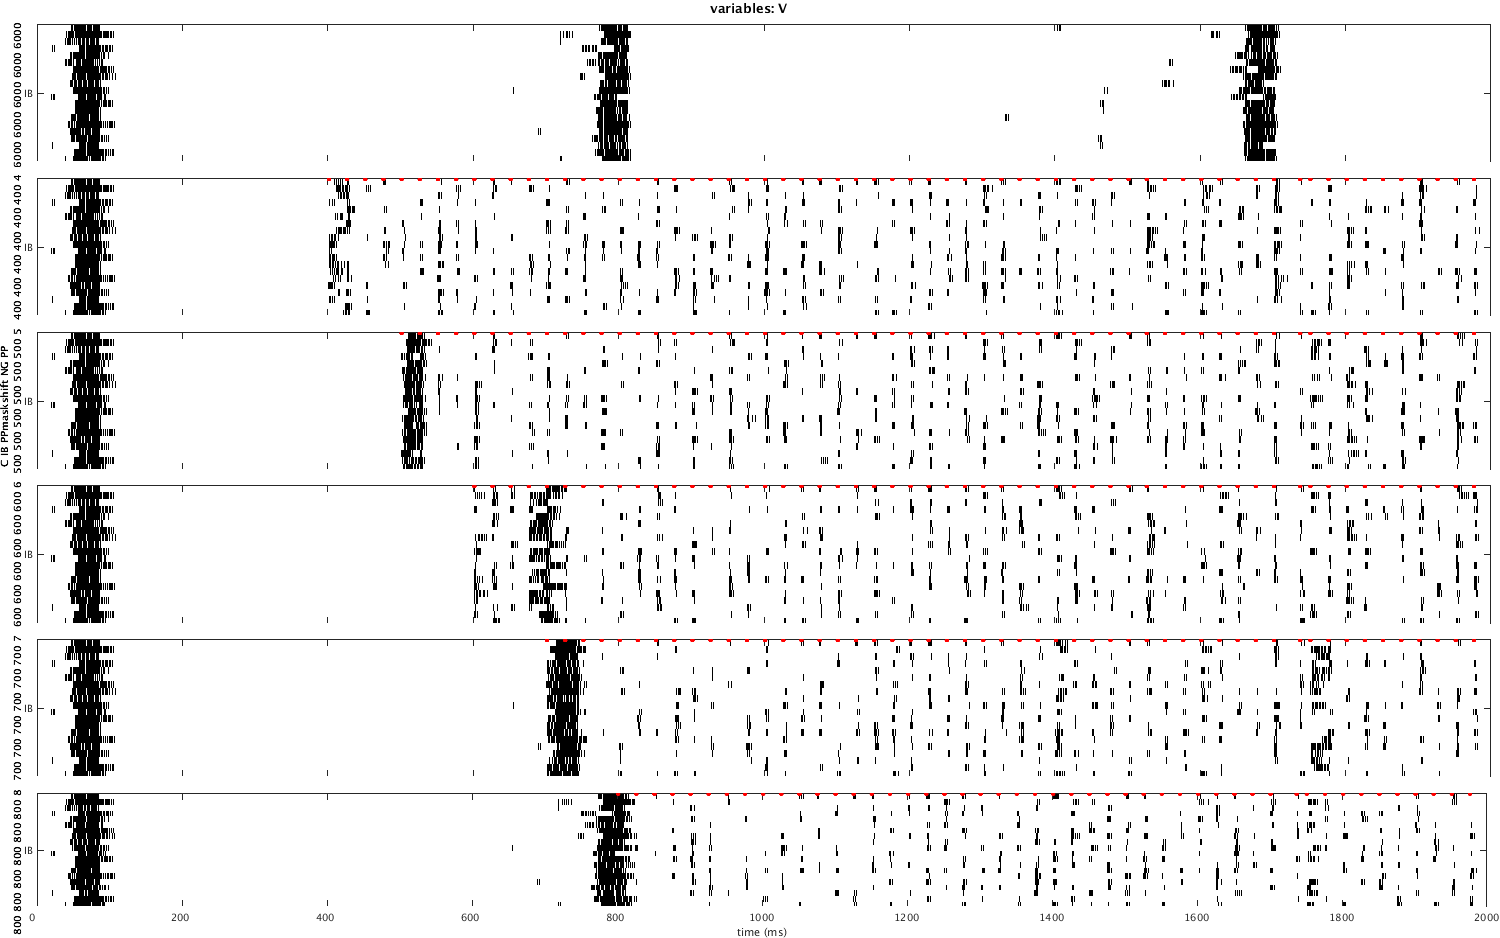 variables: V
6000 6000 6000 6000 6000
IB
400 400 400 400 400 4
IB
500 500 500 500 500 5
IB
C IB PPmaskshift NG PP
600 600 600 600 600 6
IB
700 700 700 700 700 7
IB
800 800 800 800 800 8
IB
0 200 400 600 800 1000 1200 1400 1600 1800 2000
time (ms)